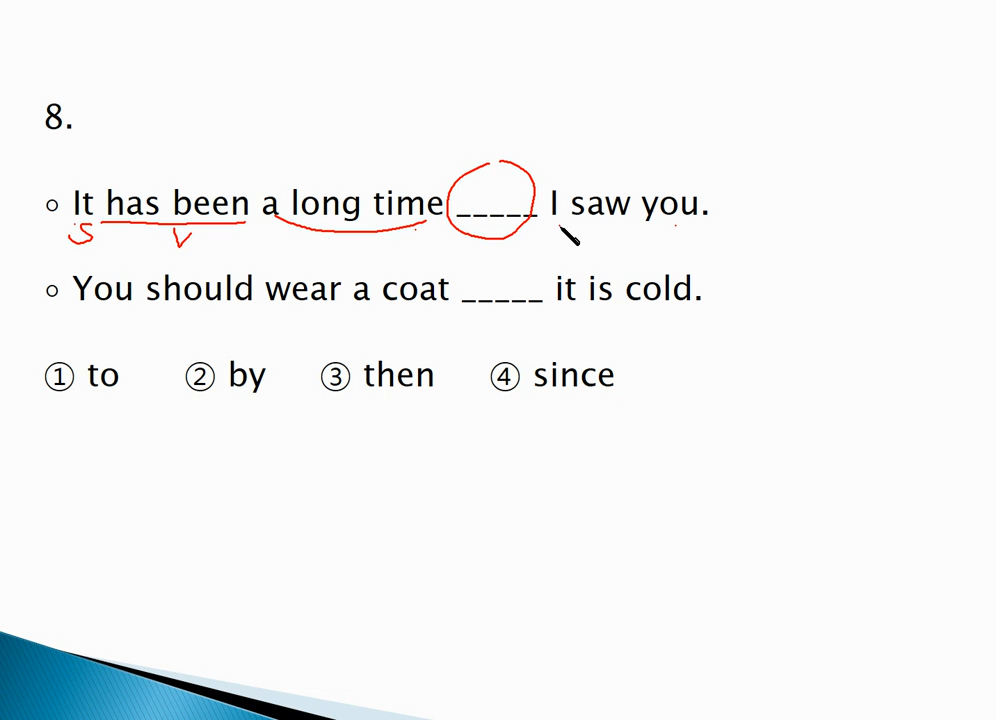 8.
○ It has been a long time _____ I saw you.
S V
○ You should wear a coat _____ it is cold.
① to ② by ③ then ④ since